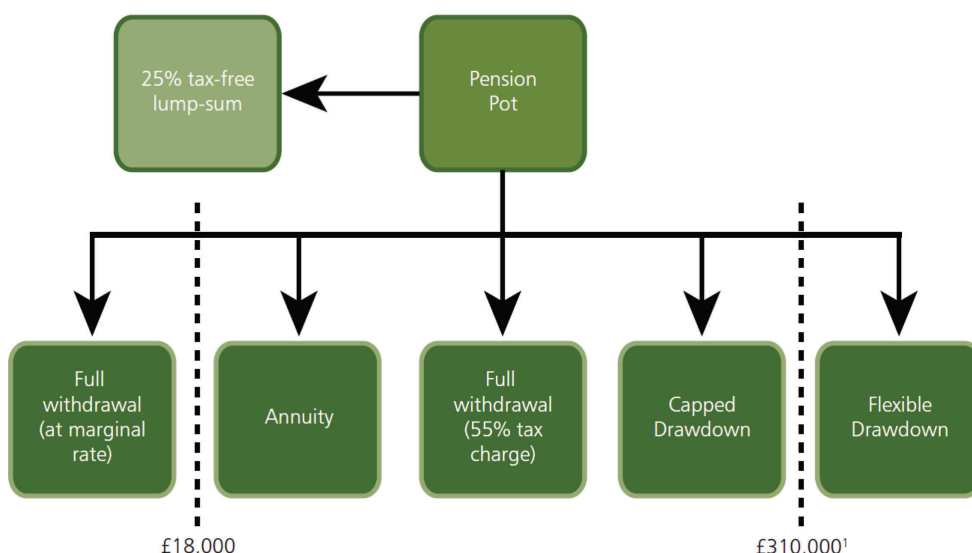 25% tax-free
lump-sum
Pension
Pot
Full
withdrawal
(at marginal
rate)
Annuity
Full
withdrawal
(55% tax
charge)
Capped
Drawdown
Flexible
Drawdown
£18,000
£310,000¹